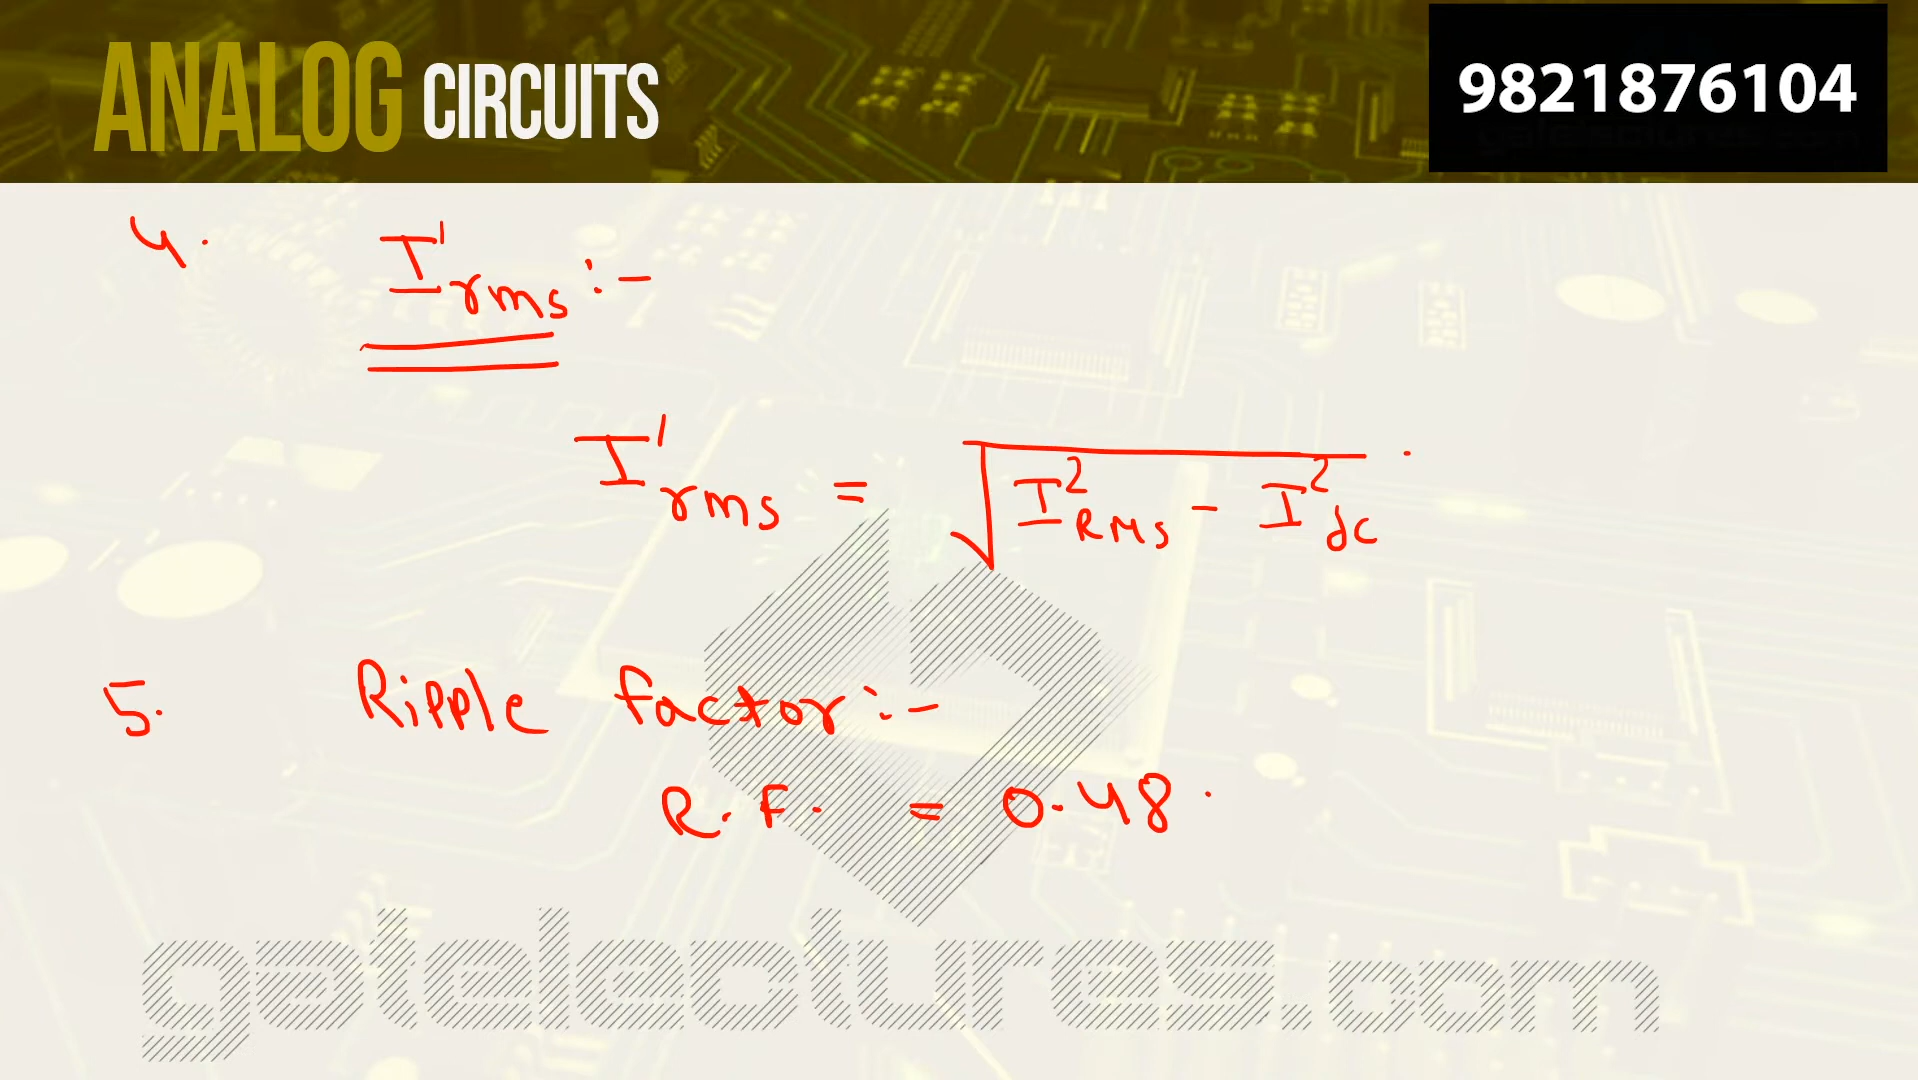 ANALOG CIRCUITS
9821876104
4. I'rms :-
I'rms = √(I²RMS - I²dc) .
5. Ripple factor :-
R.F. = 0.48 .
gatelectures.com